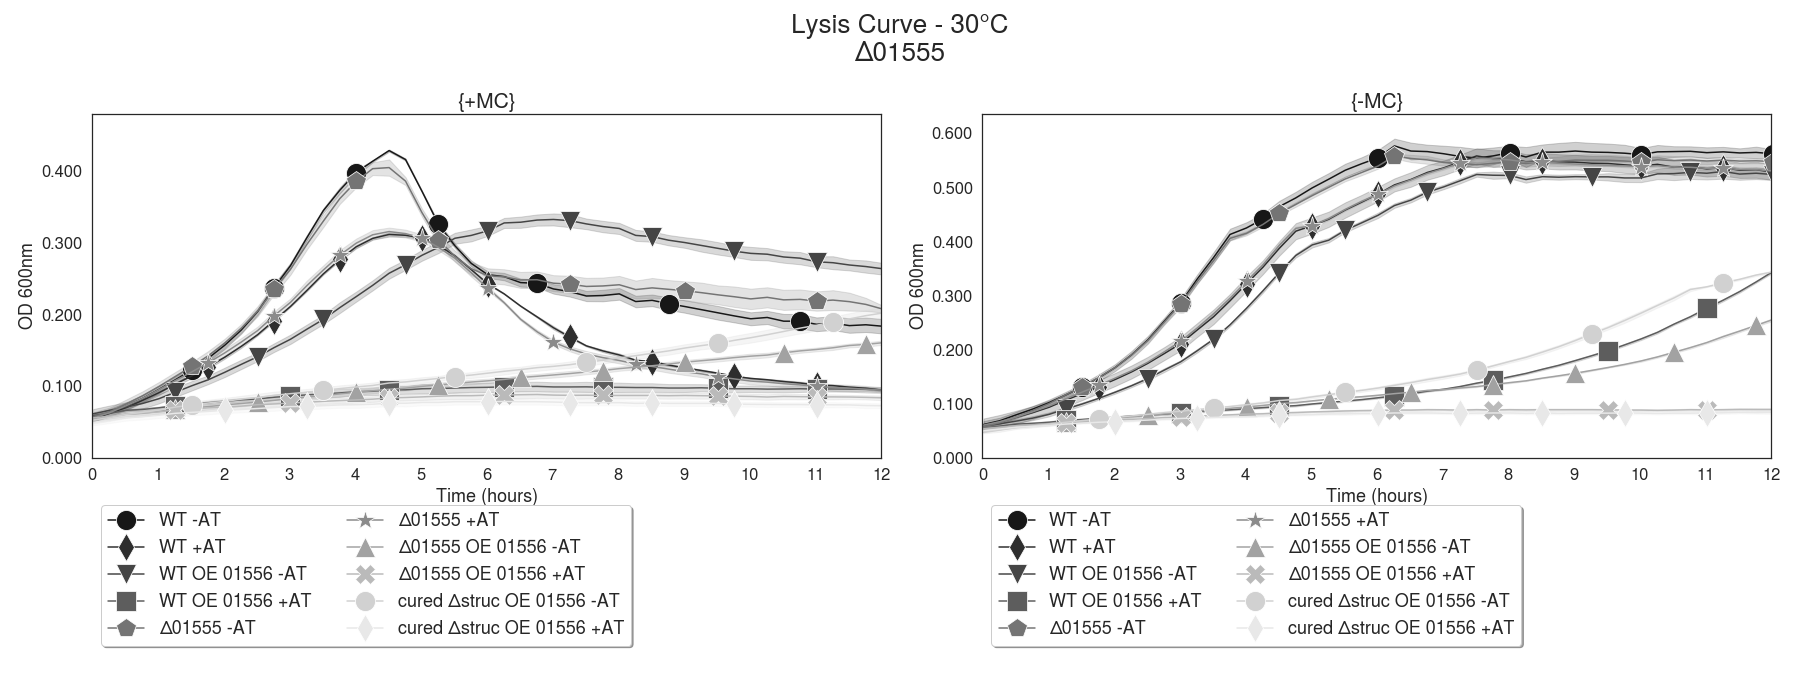 Lysis Curve - 30°C
Δ01555
{+MC}
OD 600nm
0.400
0.300
0.200
0.100
0.000
0 1 2 3 4 5 6 7 8 9 10 11 12
Time (hours)
WT -AT
WT +AT
WT OE 01556 -AT
WT OE 01556 +AT
Δ01555 -AT
Δ01555 +AT
Δ01555 OE 01556 -AT
Δ01555 OE 01556 +AT
cured Δstruc OE 01556 -AT
cured Δstruc OE 01556 +AT
{-MC}
OD 600nm
0.600
0.500
0.400
0.300
0.200
0.100
0.000
0 1 2 3 4 5 6 7 8 9 10 11 12
Time (hours)
WT -AT
WT +AT
WT OE 01556 -AT
WT OE 01556 +AT
Δ01555 -AT
Δ01555 +AT
Δ01555 OE 01556 -AT
Δ01555 OE 01556 +AT
cured Δstruc OE 01556 -AT
cured Δstruc OE 01556 +AT